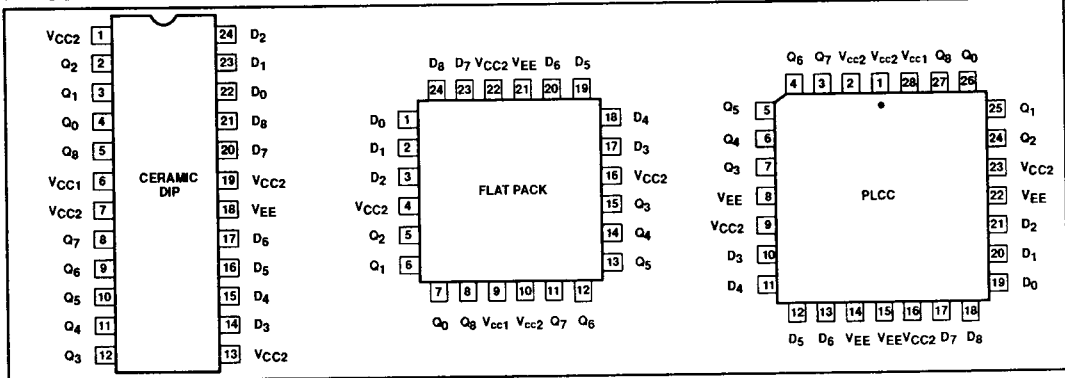 VCC2 1 24 D2
Q2 2 23 D1
Q1 3 22 D0
Q0 4 21 D8
Q8 5 20 D7
VCC1 6 19 VCC2
VCC2 7 18 VEE
Q7 8 17 D6
Q6 9 16 D5
Q5 10 15 D4
Q4 11 14 D3
Q3 12 13 VCC2
CERAMIC
DIP
D8 D7 VCC2 VEE D6 D5
24 23 22 21 20 19
D0 1 18 D4
D1 2 17 D3
D2 3 16 VCC2
VCC2 4 15 Q3
Q2 5 14 Q4
Q1 6 13 Q5
FLAT PACK
7 8 9 10 11 12
Q0 Q8 Vcc1 Vcc2 Q7 Q6
Q6 Q7 Vcc2 Vcc2 Vcc1 Q8 Q0
4 3 2 1 28 27 26
Q5 5 25 Q1
Q4 6 24 Q2
Q3 7 23 VCC2
VEE 8 22 VEE
VCC2 9 21 D2
D3 10 20 D1
D4 11 19 D0
PLCC
12 13 14 15 16 17 18
D5 D6 VEE VEE VCC2 D7 D8